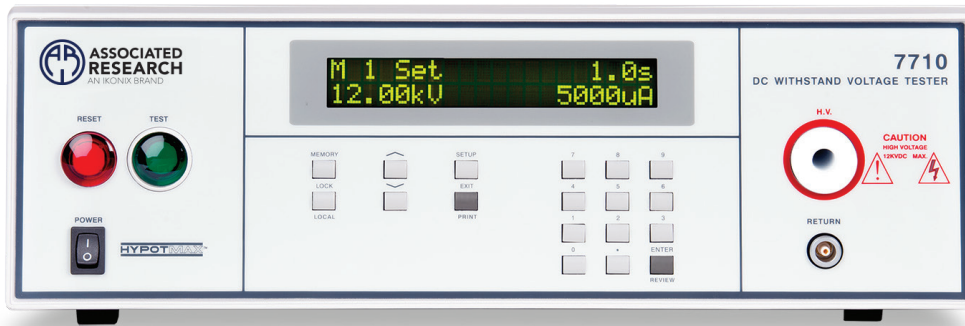 ASSOCIATED
RESEARCH
AN IKONIX BRAND
M 1 Set 1.0s
12.00kV 5000uA
7710
DC WITHSTAND VOLTAGE TESTER
RESET TEST
H.V.
CAUTION
HIGH VOLTAGE
12KVDC MAX.
MEMORY SETUP 7 8 9
LOCK EXIT 4 5 6
LOCAL PRINT
1 2 3
POWER
I
O
HYPOTMAX™
0 • ENTER
REVIEW
RETURN